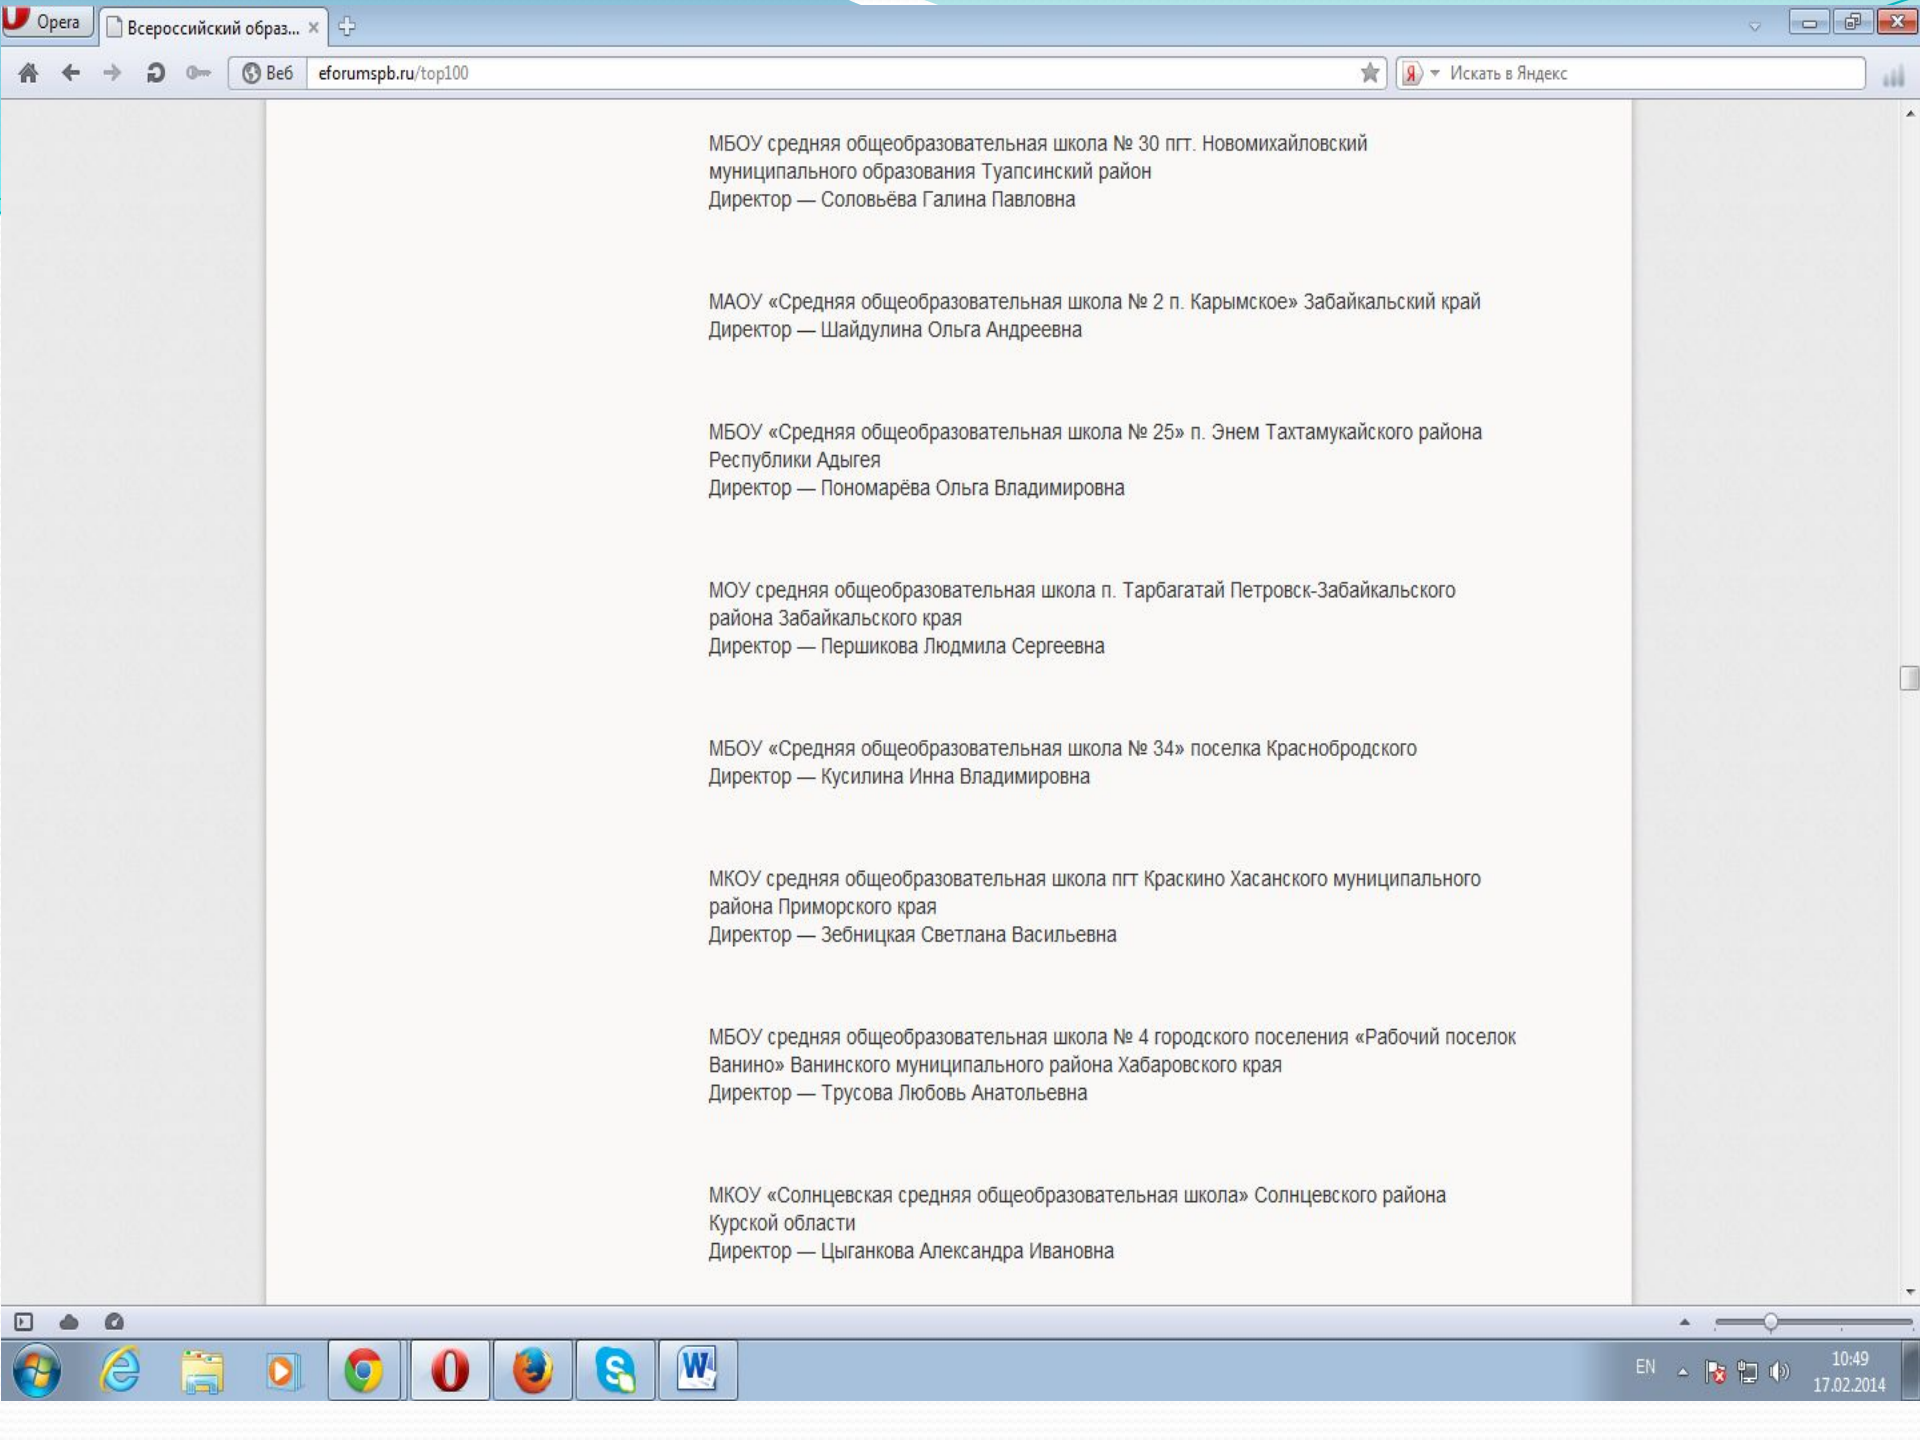 Opera
Всероссийский образ...
Веб
eforumspb.ru/top100
Искать в Яндекс
МБОУ средняя общеобразовательная школа № 30 пгт. Новомихайловский
муниципального образования Туапсинский район
Директор — Соловьёва Галина Павловна
МАОУ «Средняя общеобразовательная школа № 2 п. Карымское» Забайкальский край
Директор — Шайдулина Ольга Андреевна
МБОУ «Средняя общеобразовательная школа № 25» п. Энем Тахтамукайского района
Республики Адыгея
Директор — Пономарёва Ольга Владимировна
МОУ средняя общеобразовательная школа п. Тарбагатай Петровск-Забайкальского
района Забайкальского края
Директор — Першикова Людмила Сергеевна
МБОУ «Средняя общеобразовательная школа № 34» поселка Краснобродского
Директор — Кусилина Инна Владимировна
МКОУ средняя общеобразовательная школа пгт Краскино Хасанского муниципального
района Приморского края
Директор — Зебницкая Светлана Васильевна
МБОУ средняя общеобразовательная школа № 4 городского поселения «Рабочий поселок
Ванино» Ванинского муниципального района Хабаровского края
Директор — Трусова Любовь Анатольевна
МКОУ «Солнцевская средняя общеобразовательная школа» Солнцевского района
Курской области
Директор — Цыганкова Александра Ивановна
EN
10:49
17.02.2014